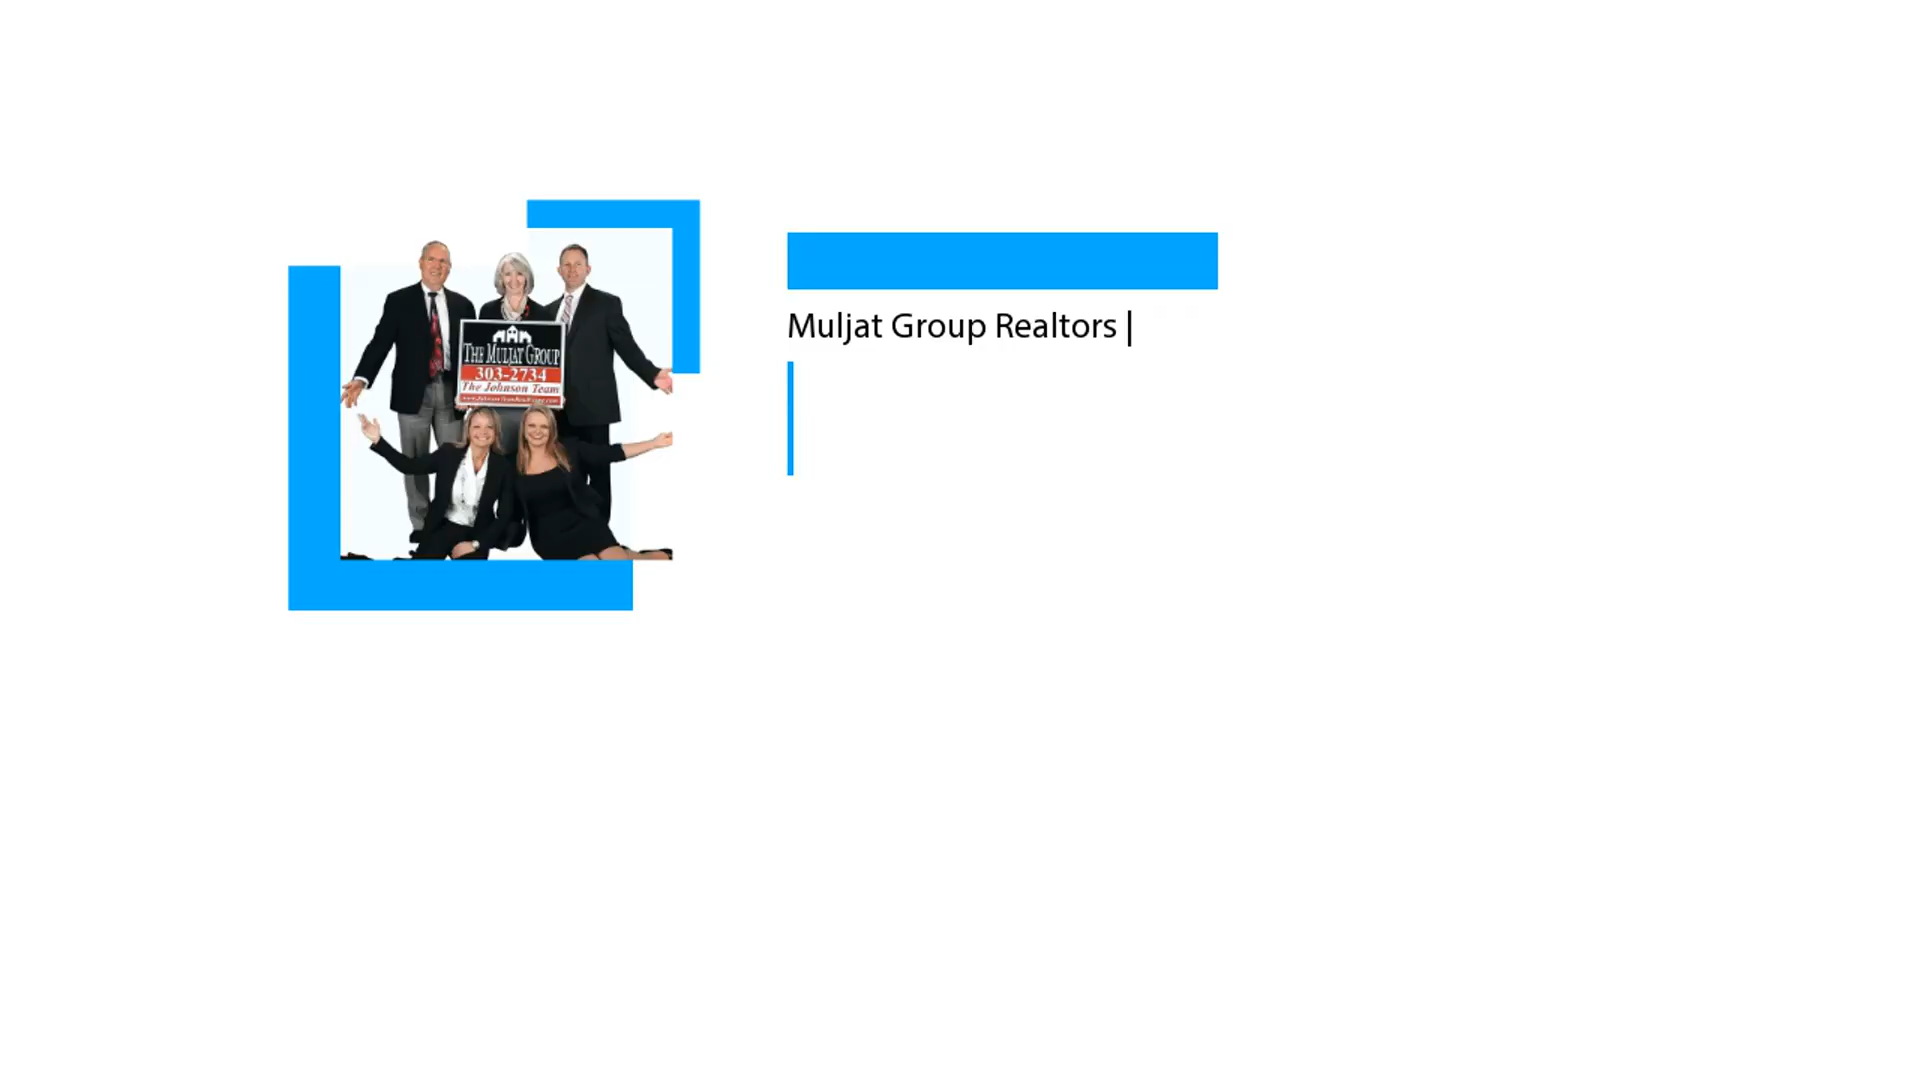 Muljat Group Realtors |
THE MULJAT GROUP
303-2734
The Johnson Team